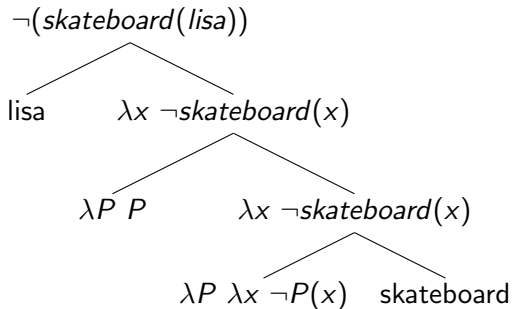 ¬(skateboard(lisa))
lisa λx ¬skateboard(x)
λP P λx ¬skateboard(x)
λP λx ¬P(x) skateboard